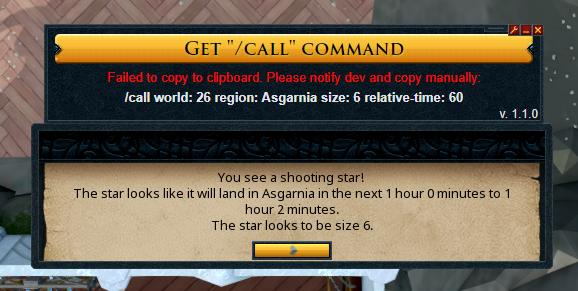 Get "/call" command
Failed to copy to clipboard. Please notify dev and copy manually:
/call world: 26 region: Asgarnia size: 6 relative-time: 60
v. 1.1.0
You see a shooting star!
The star looks like it will land in Asgarnia in the next 1 hour 0 minutes to 1
hour 2 minutes.
The star looks to be size 6.